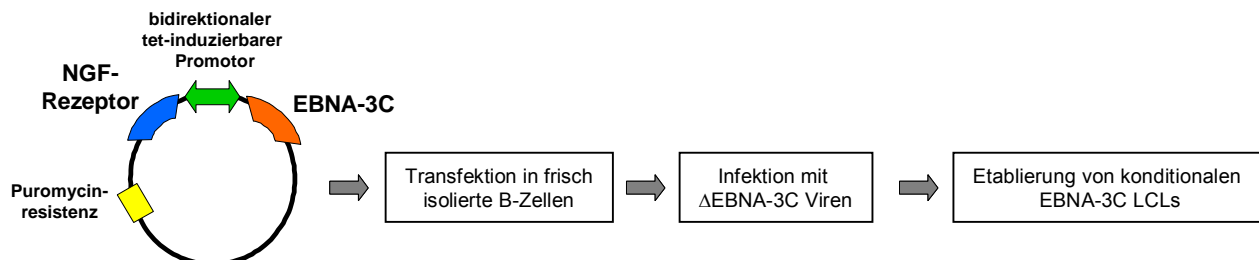 bidirektionaler
tet-induzierbarer
Promotor
NGF-
Rezeptor
EBNA-3C
Puromycin-
resistenz
Transfektion in frisch
isolierte B-Zellen
Infektion mit
ΔEBNA-3C Viren
Etablierung von konditionalen
EBNA-3C LCLs